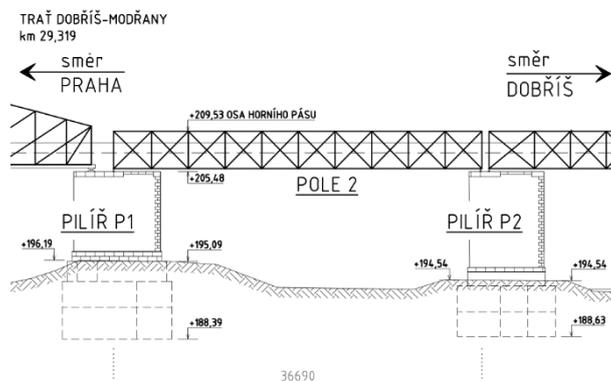 TRAŤ DOBŘÍŠ-MODŘANY
km 29,319
směr
PRAHA
směr
DOBŘÍŠ
+209,53 OSA HORNÍHO PÁSU
+205,48
POLE 2
PILÍŘ P1
PILÍŘ P2
+196,19
+195,09
+194,54
+194,54
+188,39
+188,63
36690